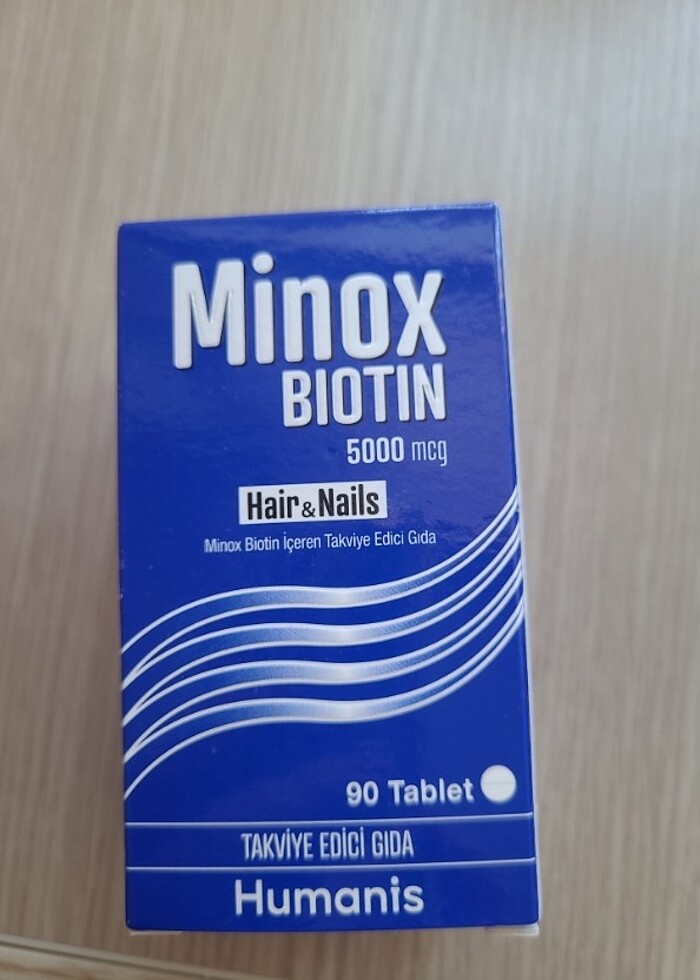 Minox
BIOTIN
5000 mcg
Hair & Nails
Minox Biotin İçeren Takviye Edici Gıda
90 Tablet
TAKVİYE EDİCİ GIDA
Humanis